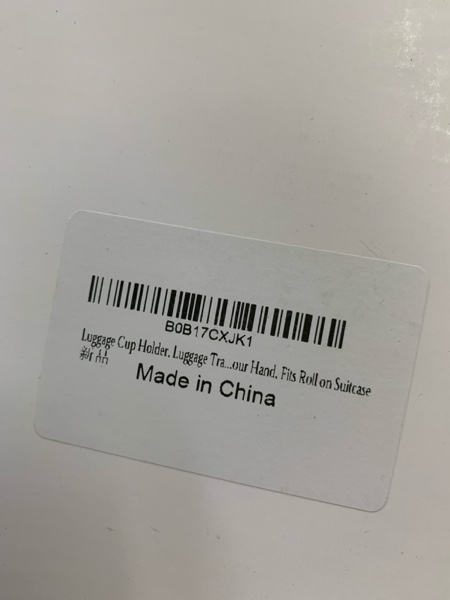 B0B17CXJK1
Luggage Cup Holder, Luggage Tra...our Hand, Fits Roll on Suitcase
新品
Made in China